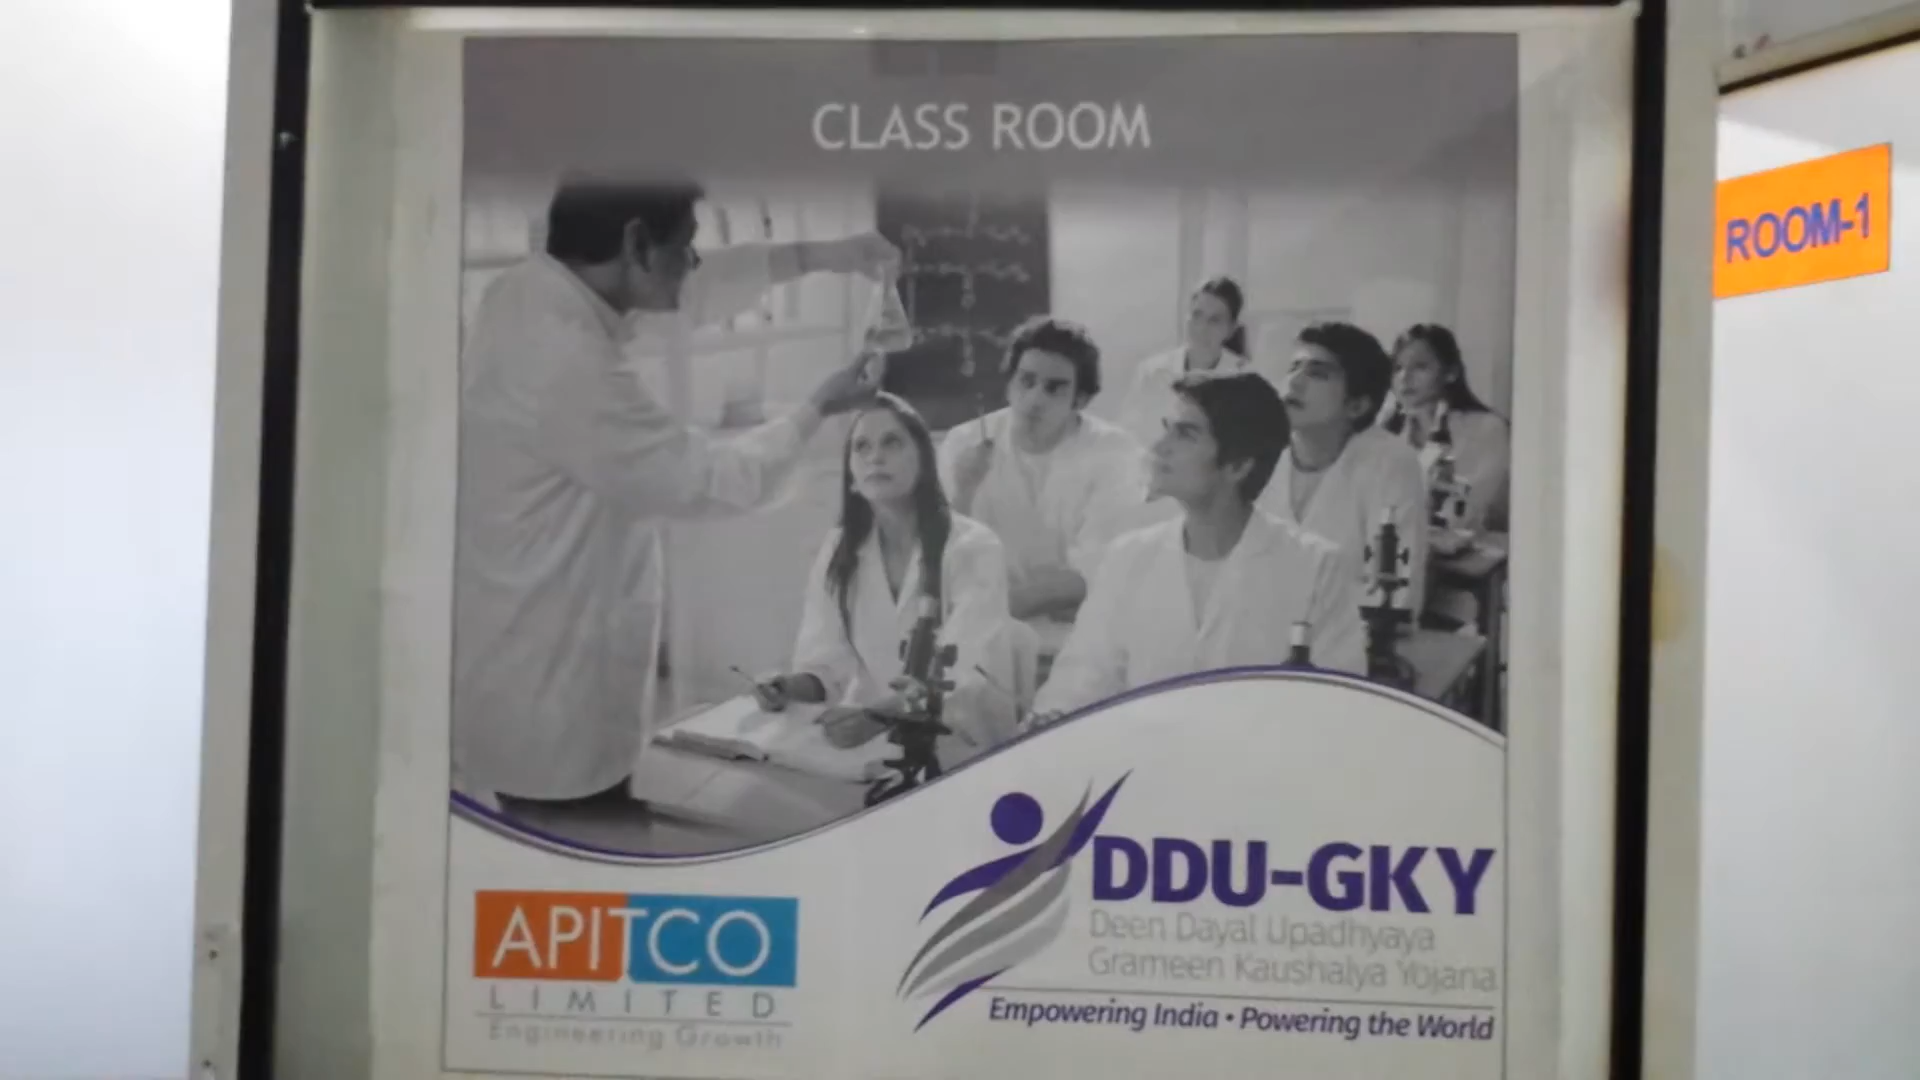 CLASS ROOM
ROOM-1
APITCO
LIMITED
Engineering Growth
DDU-GKY
Deen Dayal Upadhyaya
Grameen Kaushalya Yojana
Empowering India • Powering the World